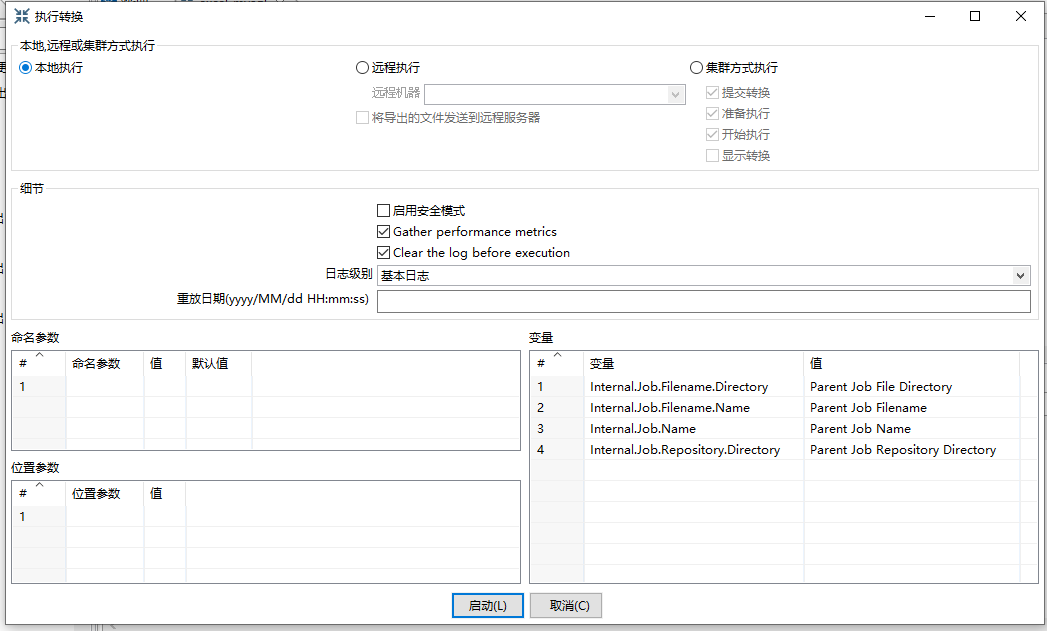 执行转换
本地,远程或集群方式执行
本地执行
远程执行
集群方式执行
远程机器
提交转换
将导出的文件发送到远程服务器
准备执行
开始执行
显示转换
细节
启用安全模式
Gather performance metrics
Clear the log before execution
日志级别 基本日志
重放日期(yyyy/MM/dd HH:mm:ss)
命名参数
# 命名参数 值 默认值
1
位置参数
# 位置参数 值
1
变量
# 变量 值
1 Internal.Job.Filename.Directory Parent Job File Directory
2 Internal.Job.Filename.Name Parent Job Filename
3 Internal.Job.Name Parent Job Name
4 Internal.Job.Repository.Directory Parent Job Repository Directory
启动(L) 取消(C)